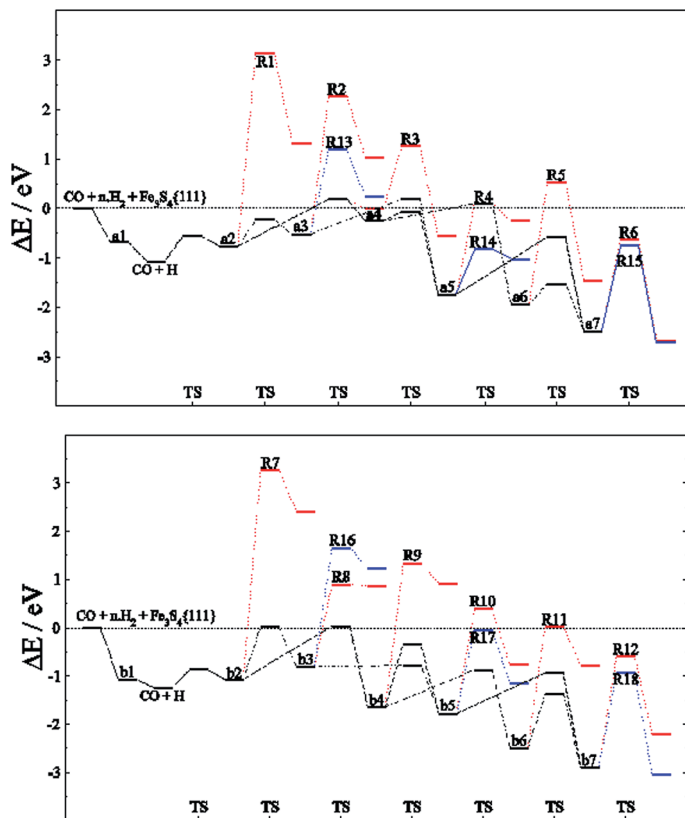 3
R1
R2
2
R13
R3
1
R5
CO + n.H₂ + Fe₃S₄{111}
0
R4
a4
R6
a1
a2
a3
R14
-1
CO + H
R15
a5
a6
-2
a7
-3
TS TS TS TS TS TS TS
ΔE / eV
R7
3
2
R16
R9
1
R8
R10
R11
CO + n.H₂ + Fe₃S₄{111}
0
R17
R12
b1
b2
b3
R18
-1
CO + H
b4
b5
-2
b6
b7
-3
TS TS TS TS TS TS TS
ΔE / eV